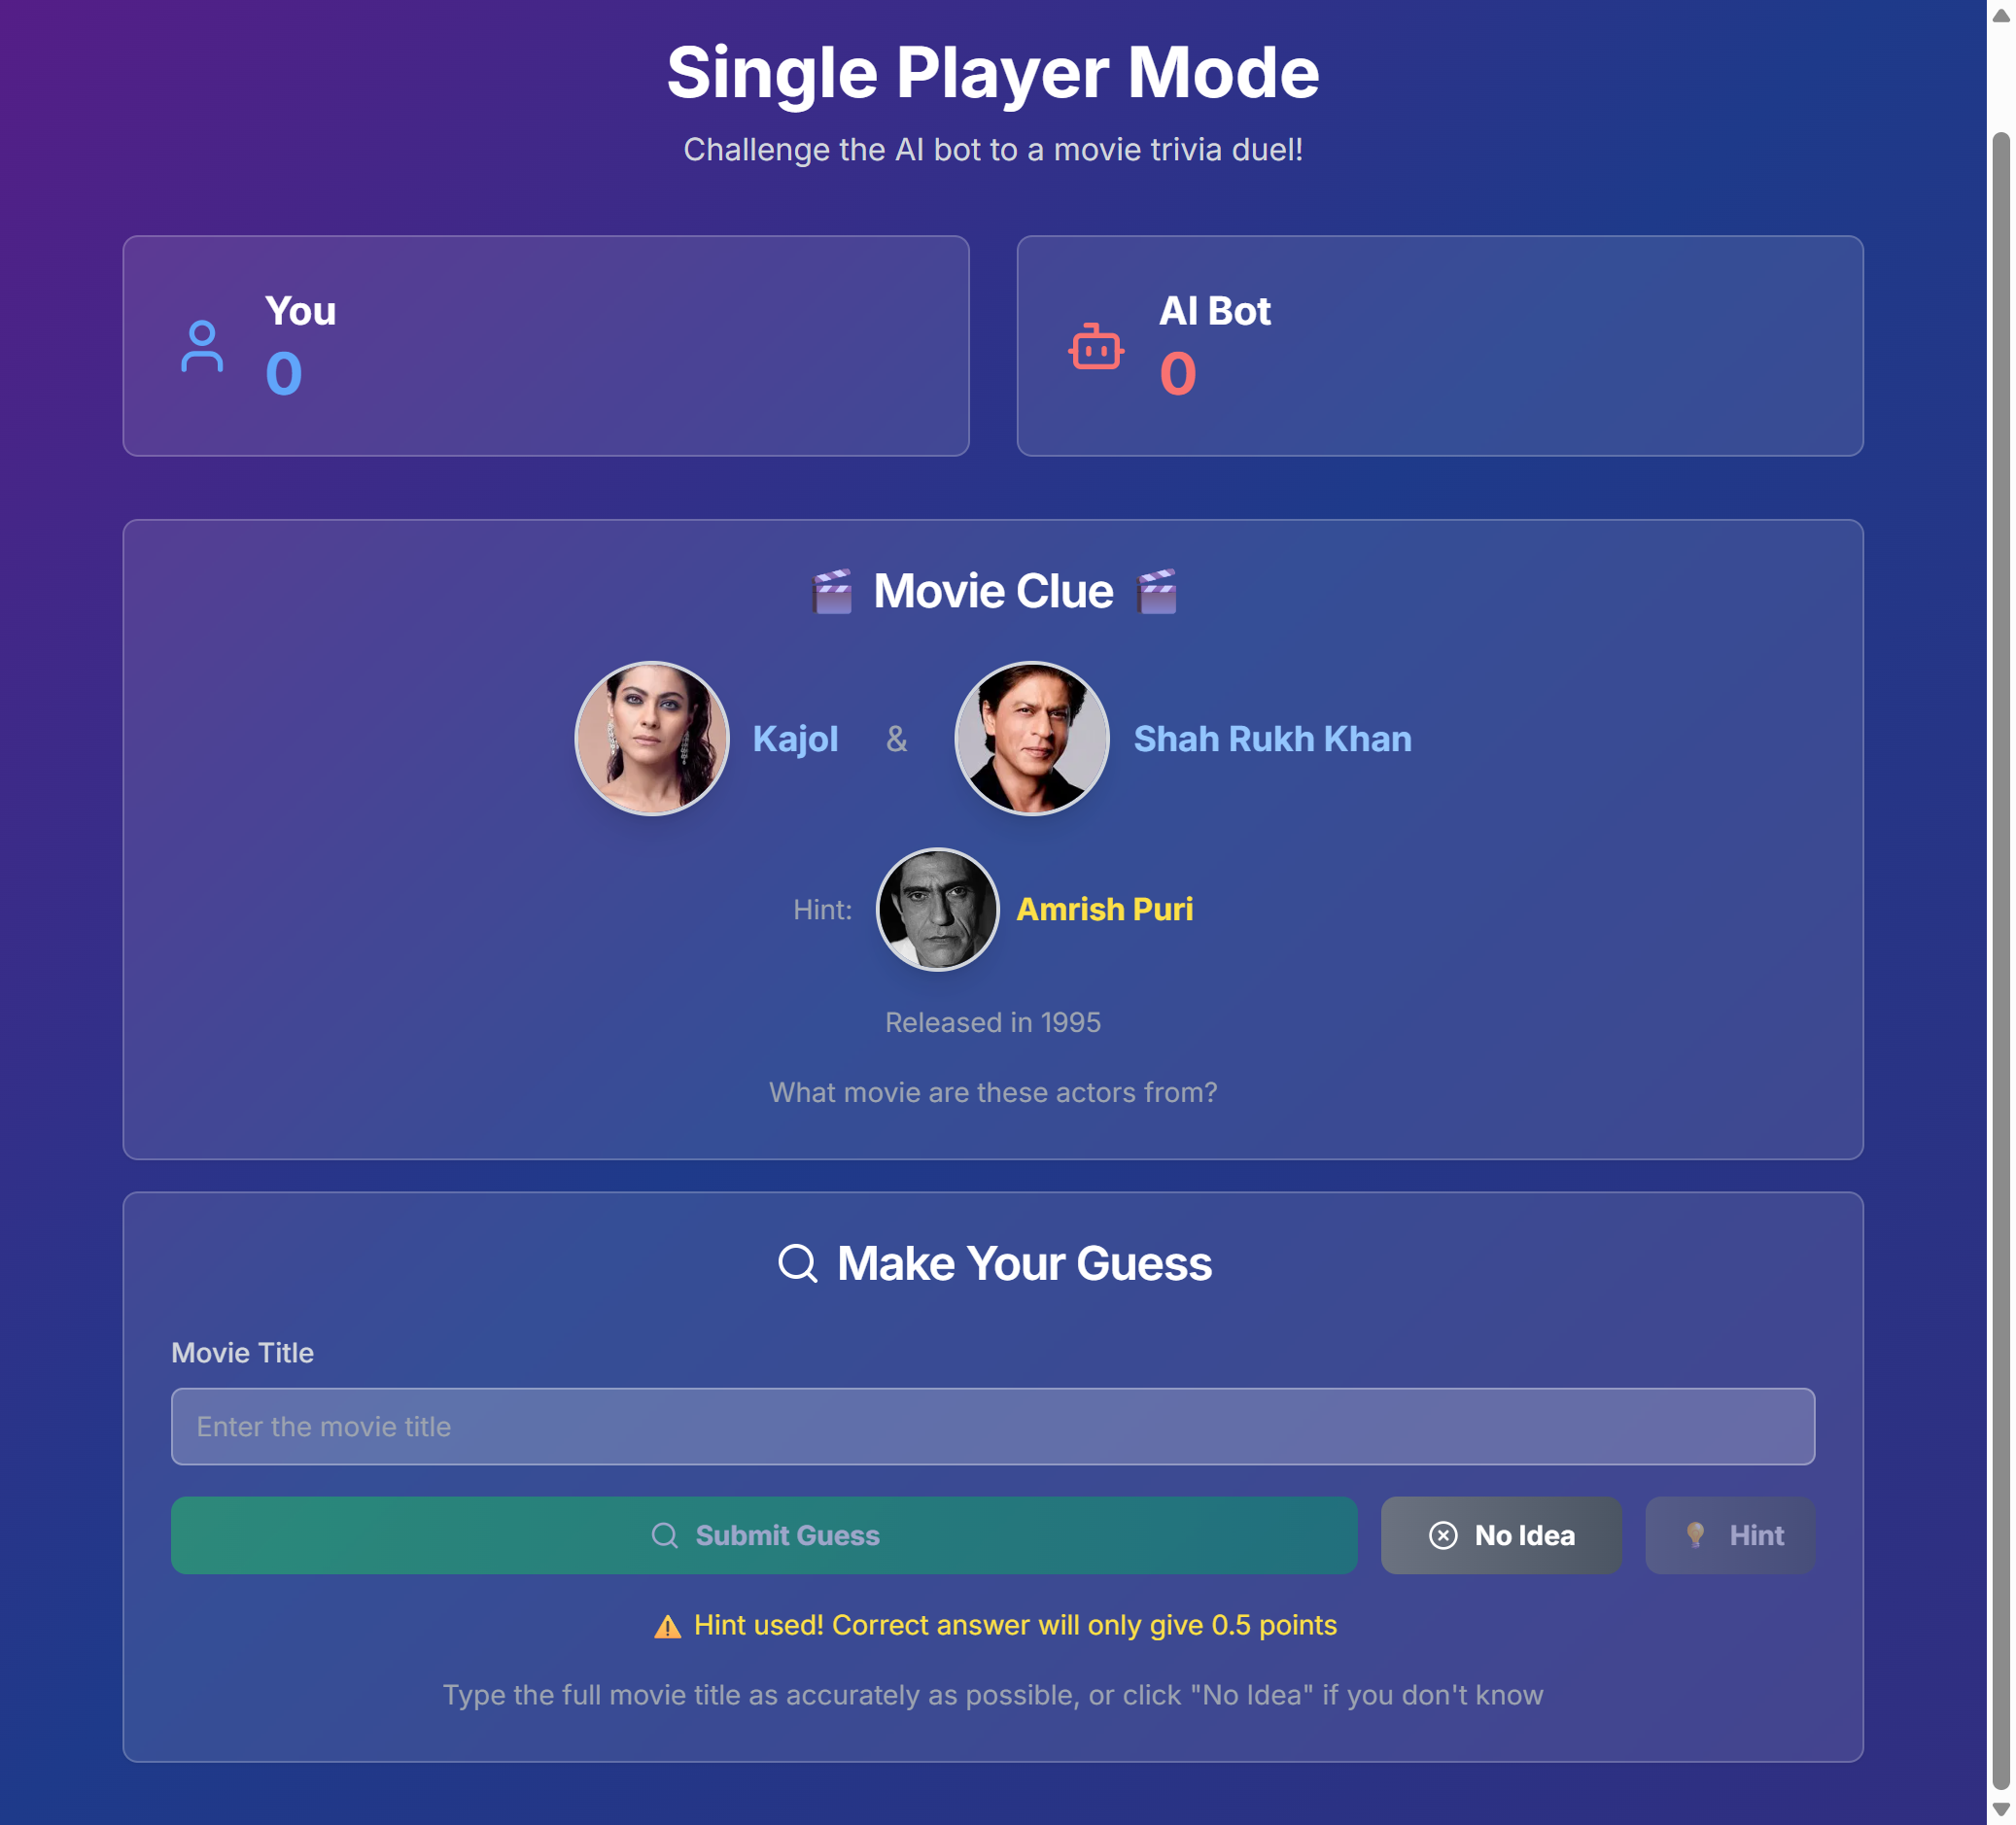 Single Player Mode
Challenge the AI bot to a movie trivia duel!
You
0
AI Bot
0
🎬 Movie Clue 🎬
Kajol & Shah Rukh Khan
Hint: Amrish Puri
Released in 1995
What movie are these actors from?
Make Your Guess
Movie Title
Enter the movie title
Submit Guess
No Idea
💡 Hint
⚠️ Hint used! Correct answer will only give 0.5 points
Type the full movie title as accurately as possible, or click "No Idea" if you don't know